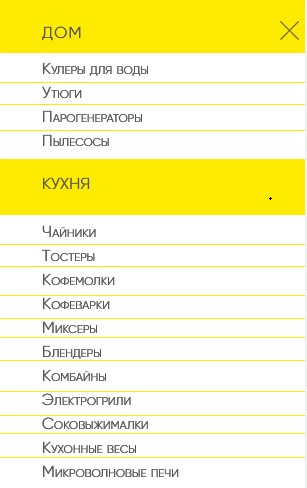 ДОМ
Кулеры для воды
Утюги
Парогенераторы
Пылесосы
КУХНЯ
Чайники
Тостеры
Кофемолки
Кофеварки
Миксеры
Блендеры
Комбайны
Электрогрили
Соковыжималки
Кухонные весы
Микроволновые печи